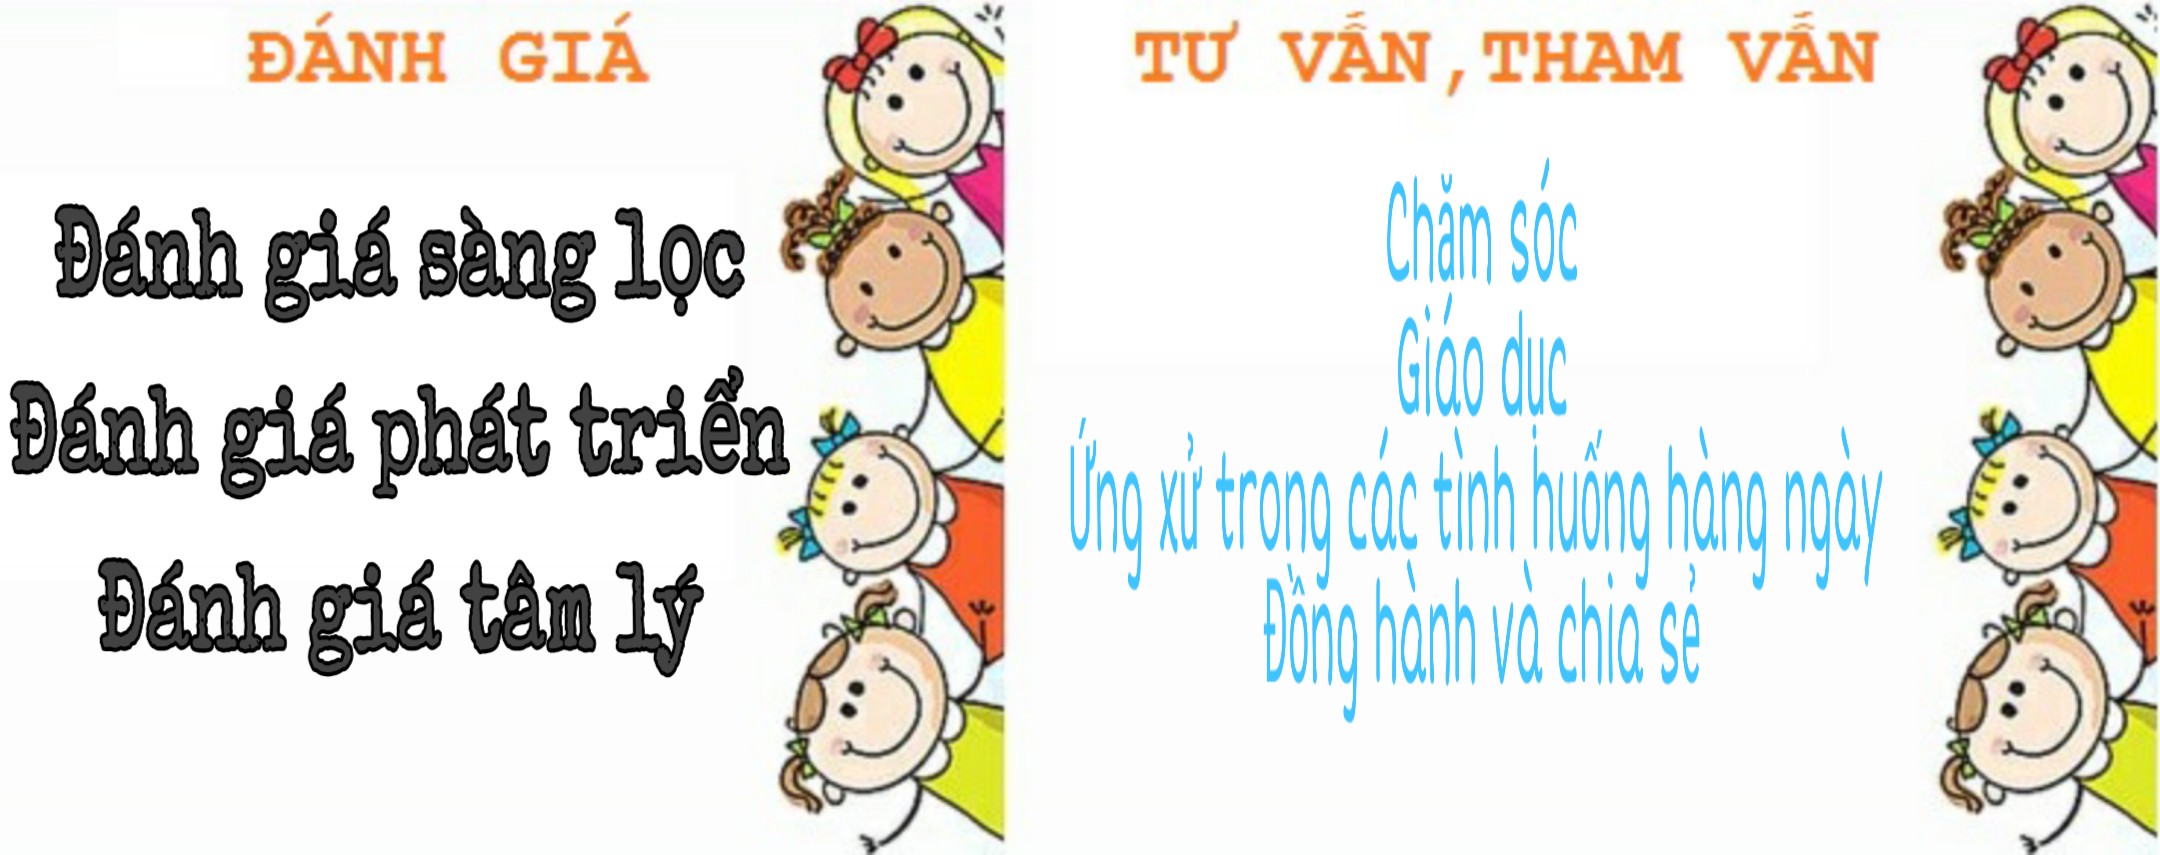 ĐÁNH GIÁ
Đánh giá sàng lọc
Đánh giá phát triển
Đánh giá tâm lý
TƯ VẤN,THAM VẤN
Chăm sóc
Giáo dục
Ứng xử trong các tình huống hàng ngày
Đồng hành và chia sẻ